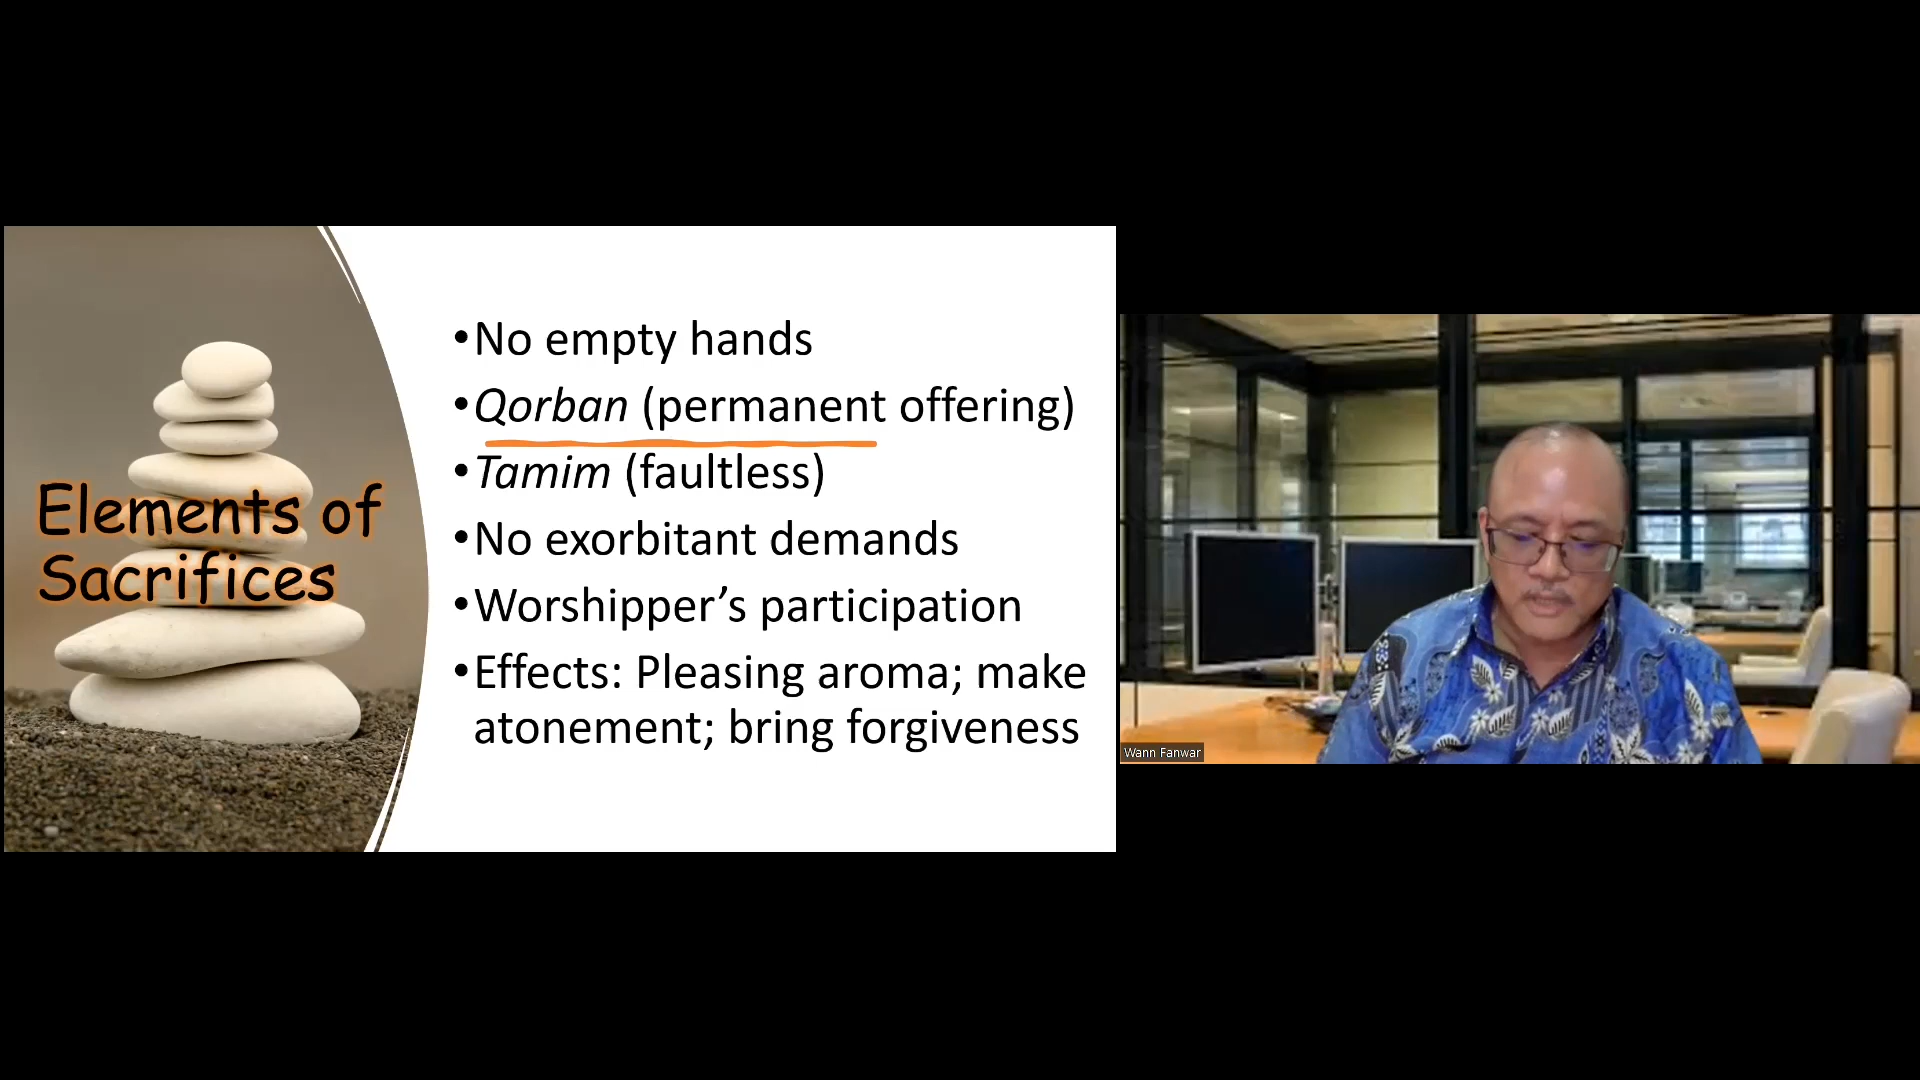 Elements of
Sacrifices
•No empty hands
•Qorban (permanent offering)
•Tamim (faultless)
•No exorbitant demands
•Worshipper’s participation
•Effects: Pleasing aroma; make
atonement; bring forgiveness
Wann Fanwar